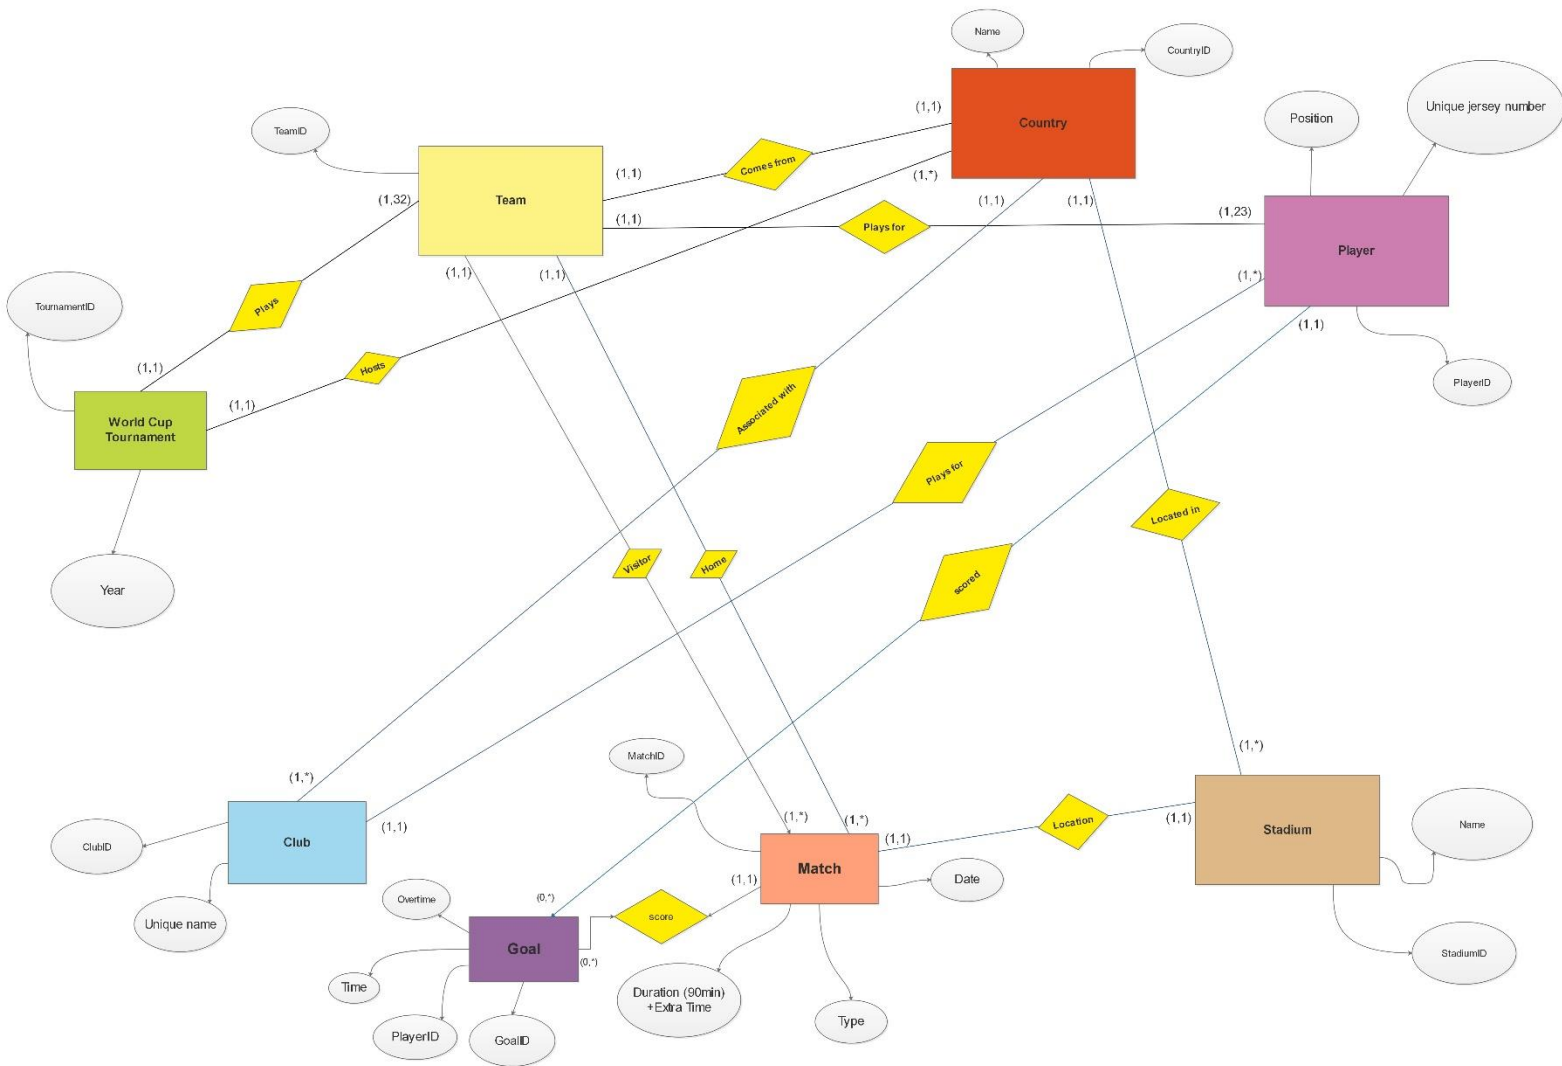 Name
CountryID
Unique jersey number
Position
TeamID
(1,1)
Country
Comes from
(1,1)
(1,*)
Team
(1,32)
(1,1)
Plays for
(1,23)
(1,1)
(1,1)
Player
(1,1)
(1,1)
(1,*)
TournamentID
Plays
(1,1)
PlayerID
(1,1)
Hosts
(1,1)
World Cup
Tournament
Associated with
Plays for
Located in
Visitor
Home
scored
Year
(1,*)
MatchID
(1,*)
ClubID
(1,1)
Club
(1,*)
(1,*)
(1,1)
Location
(1,1)
Stadium
Name
Match
Date
(1,1)
Unique name
Overtime
(0,*)
score
Goal
(0,*)
StadiumID
Time
Duration (90min)
+Extra Time
Type
PlayerID
GoalID